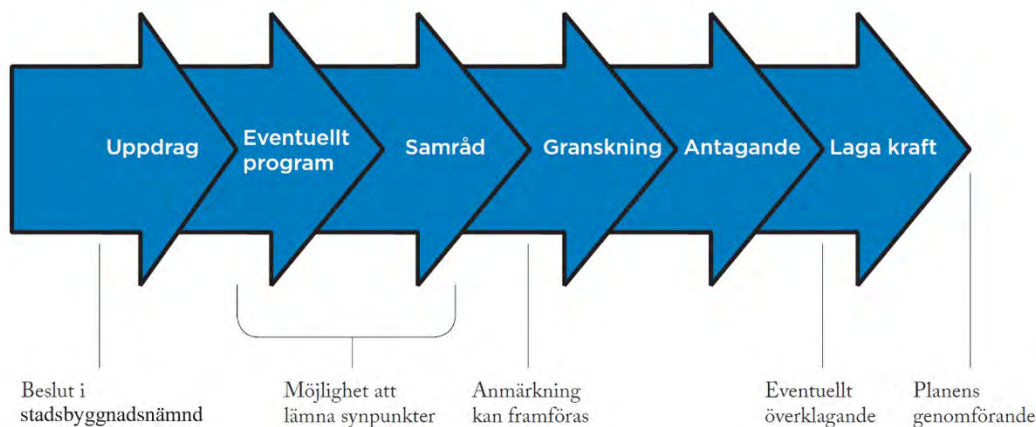 Uppdrag
Eventuellt
program
Samråd
Granskning
Antagande
Laga kraft
Beslut i
stadsbyggnadsnämnd
Möjlighet att
lämna synpunkter
Anmärkning
kan framföras
Eventuellt
överklagande
Planens
genomförande